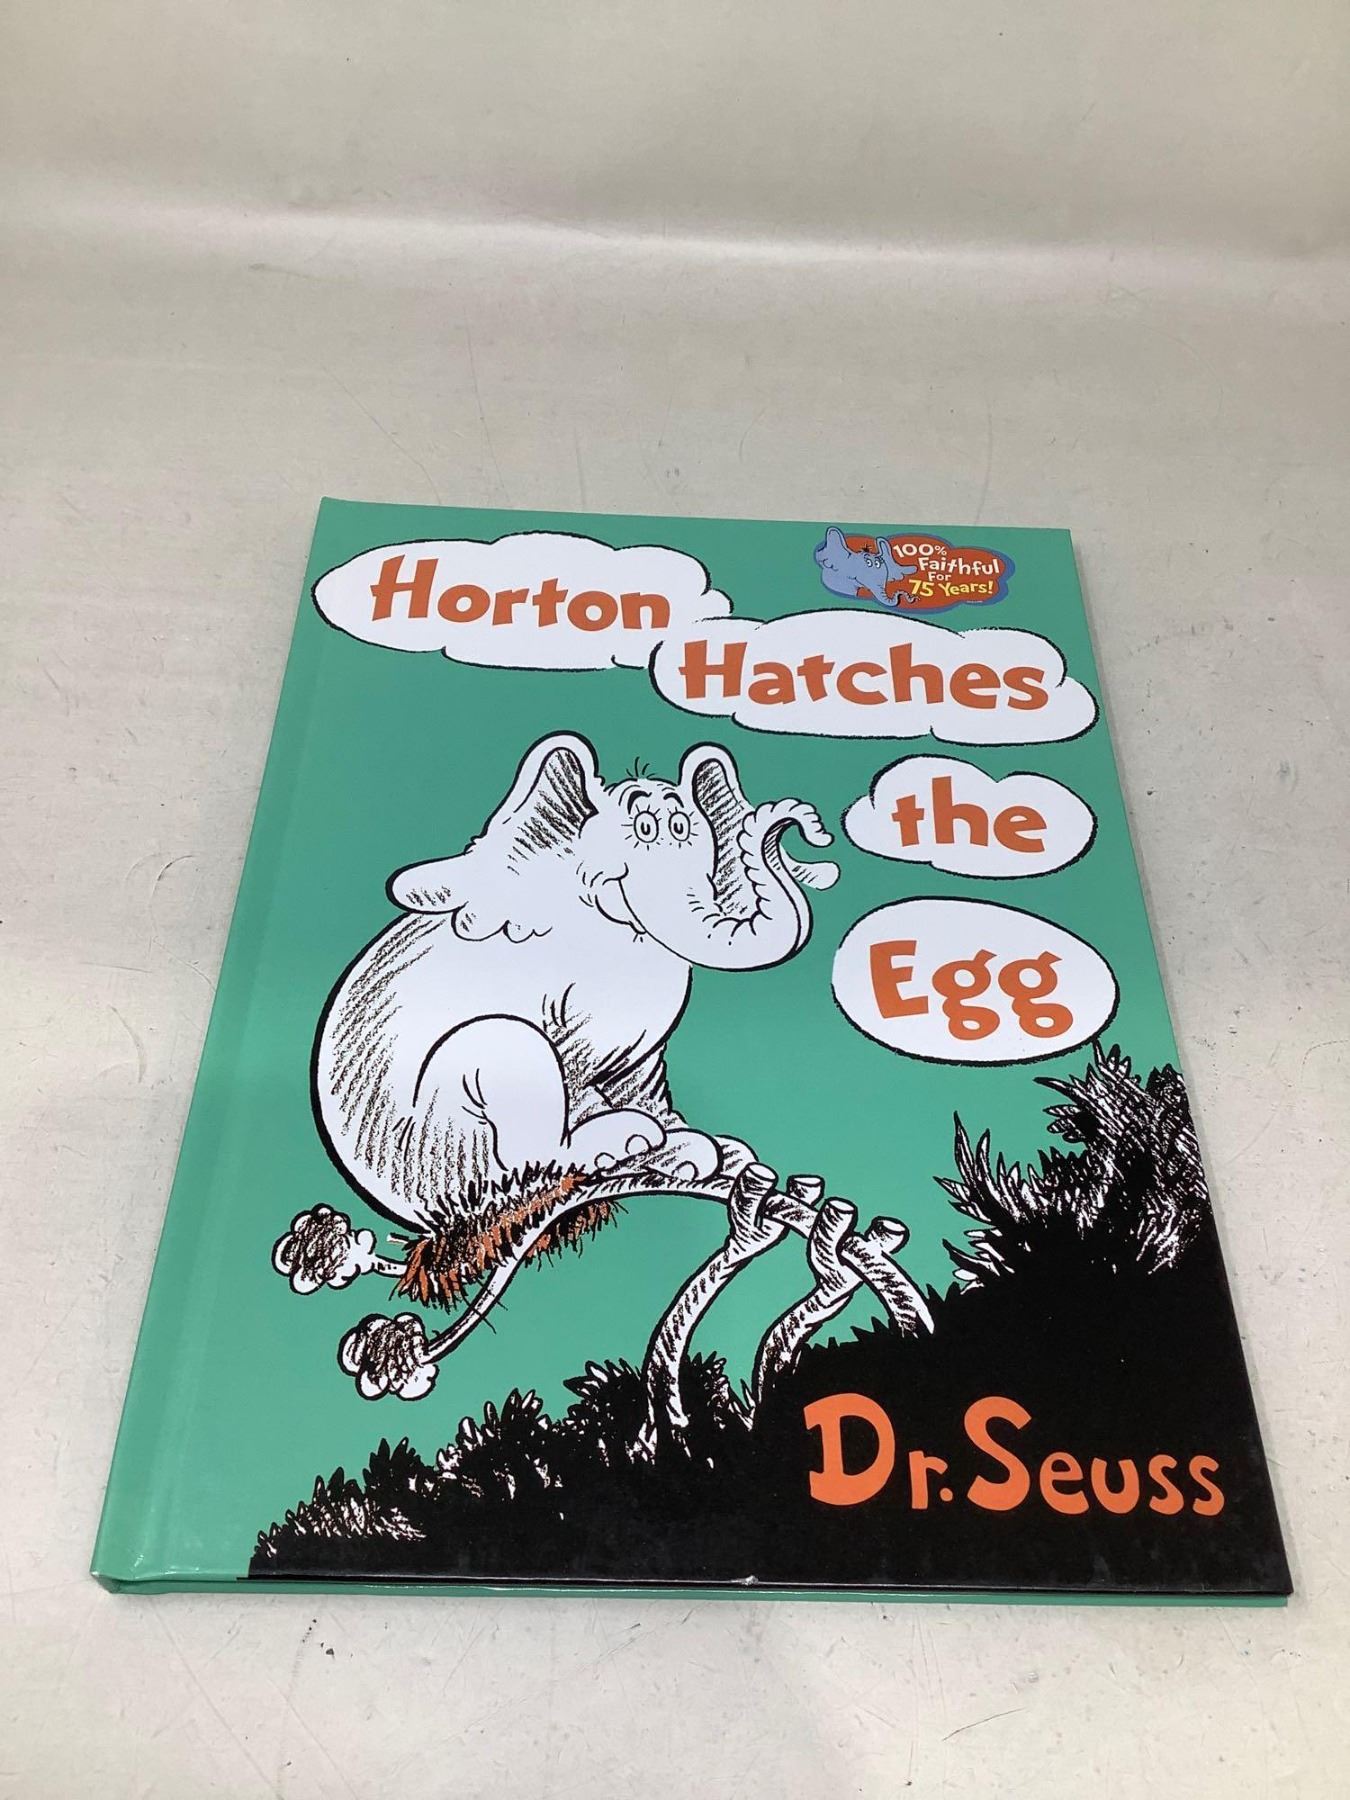 Horton
Hatches
the
Egg
100%
Faithful
For
75 Years!
Dr. Seuss